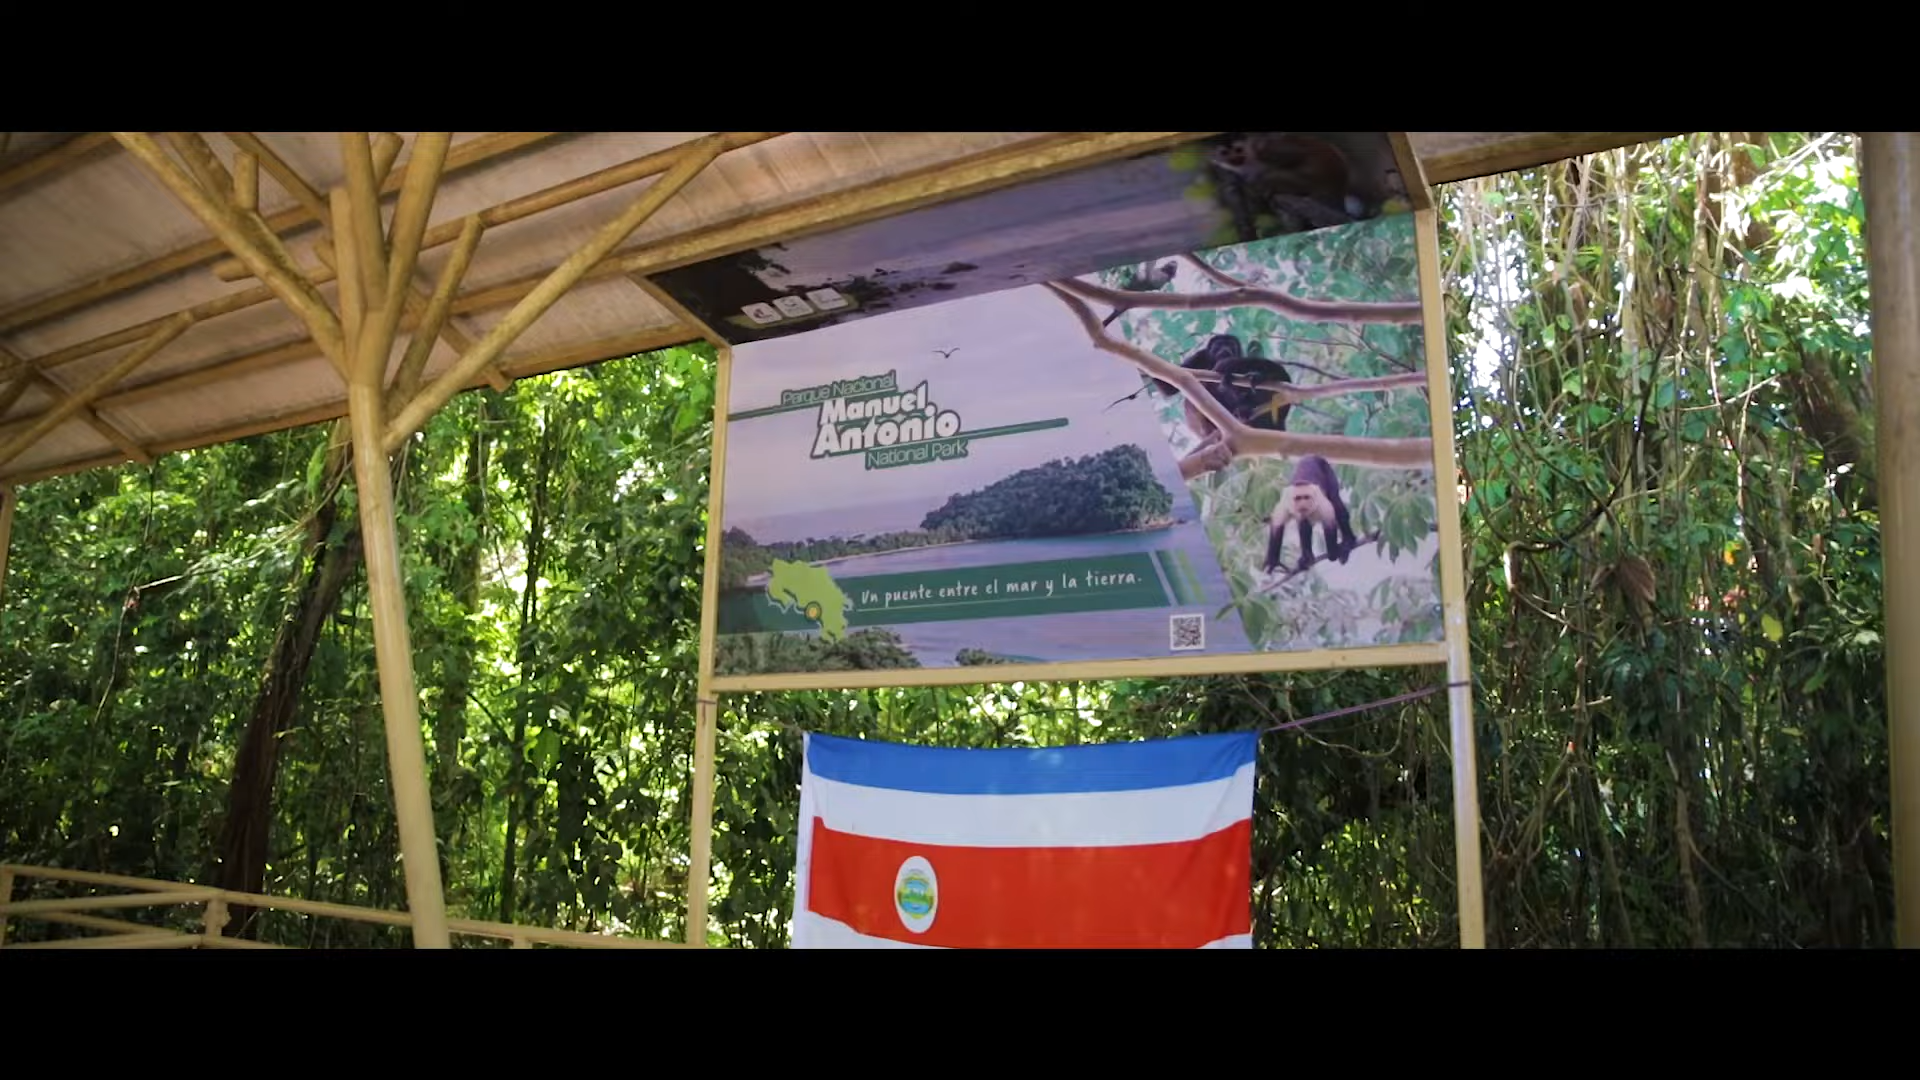 Parque Nacional
Manuel
Antonio
National Park
Un puente entre el mar y la tierra.